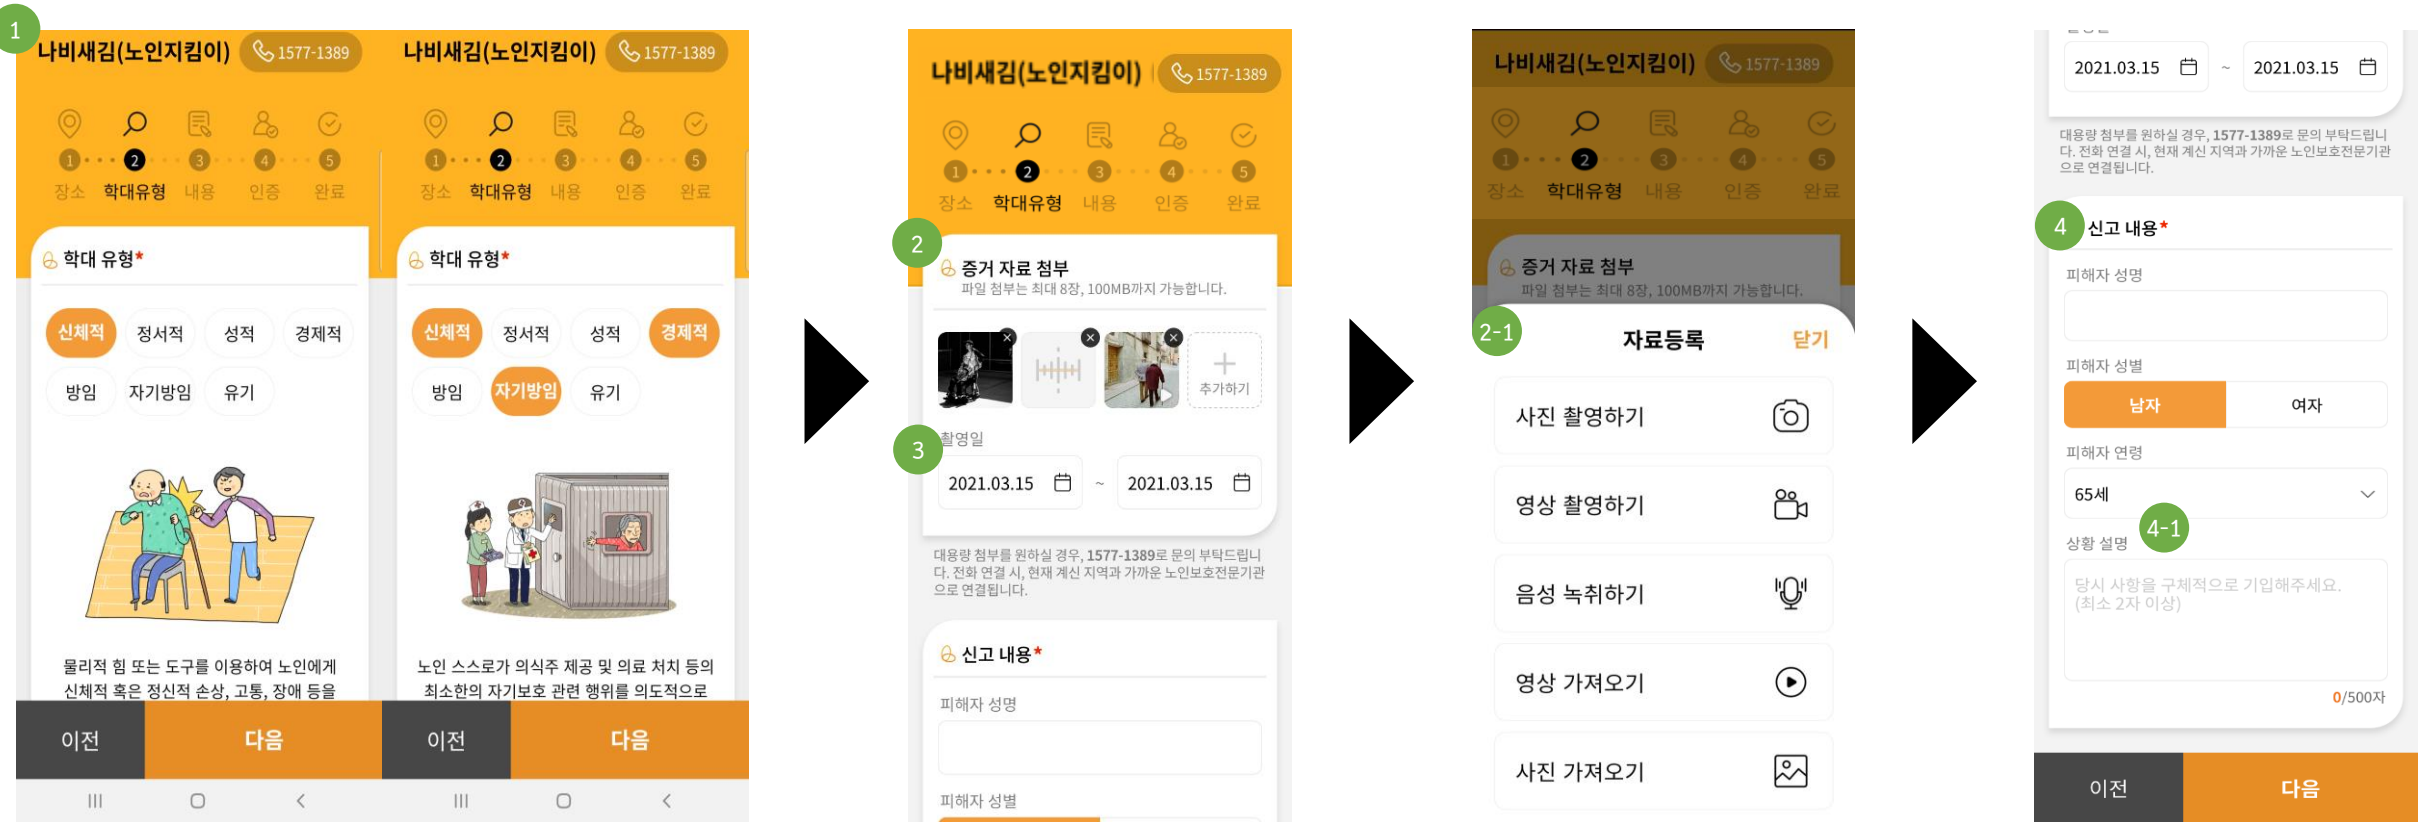 1
나비새김(노인지킴이)
1577-1389
1
2
3
4
5
장소
학대유형
내용
인증
완료
학대 유형*
신체적
정서적
성적
경제적
방임
자기방임
유기
물리적 힘 또는 도구를 이용하여 노인에게
신체적 혹은 정신적 손상, 고통, 장애 등을
이전
다음
나비새김(노인지킴이)
1577-1389
1
2
3
4
5
장소
학대유형
내용
인증
완료
학대 유형*
신체적
정서적
성적
경제적
방임
자기방임
유기
노인 스스로가 의식주 제공 및 의료 처치 등의
최소한의 자기보호 관련 행위를 의도적으로
이전
다음
나비새김(노인지킴이)
1577-1389
1
2
3
4
5
장소
학대유형
내용
인증
완료
2
증거 자료 첨부
파일 첨부는 최대 8장, 100MB까지 가능합니다.
추가하기
3
촬영일
2021.03.15 ~ 2021.03.15
대용량 첨부를 원하실 경우, 1577-1389로 문의 부탁드립니
다. 전화 연결 시, 현재 계신 지역과 가까운 노인보호전문기관
으로 연결됩니다.
신고 내용*
피해자 성명
피해자 성별
나비새김(노인지킴이)
1577-1389
1
2
3
4
5
장소
학대유형
내용
인증
완료
증거 자료 첨부
파일 첨부는 최대 8장, 100MB까지 가능합니다.
2-1
자료등록
닫기
사진 촬영하기
영상 촬영하기
음성 녹취하기
영상 가져오기
사진 가져오기
2021.03.15 ~ 2021.03.15
대용량 첨부를 원하실 경우, 1577-1389로 문의 부탁드립니
다. 전화 연결 시, 현재 계신 지역과 가까운 노인보호전문기관
으로 연결됩니다.
4
신고 내용*
피해자 성명
피해자 성별
남자
여자
피해자 연령
65세
4-1
상황 설명
당시 사항을 구체적으로 기입해주세요.
(최소 2자 이상)
0/500자
이전
다음